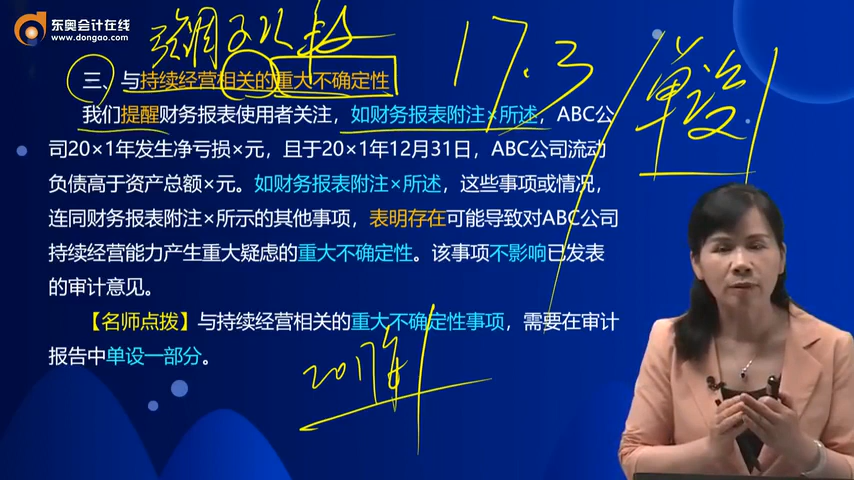 东奥会计在线
www.dongao.com
强调事项段
17.3
单设
三、与持续经营相关的重大不确定性
我们提醒财务报表使用者关注，如财务报表附注×所述，ABC公
司20×1年发生净亏损×元，且于20×1年12月31日，ABC公司流动
负债高于资产总额×元。如财务报表附注×所述，这些事项或情况，
连同财务报表附注×所示的其他事项，表明存在可能导致对ABC公司
持续经营能力产生重大疑虑的重大不确定性。该事项不影响已发表
的审计意见。
【名师点拨】与持续经营相关的重大不确定性事项，需要在审计
报告中单设一部分。
2017年